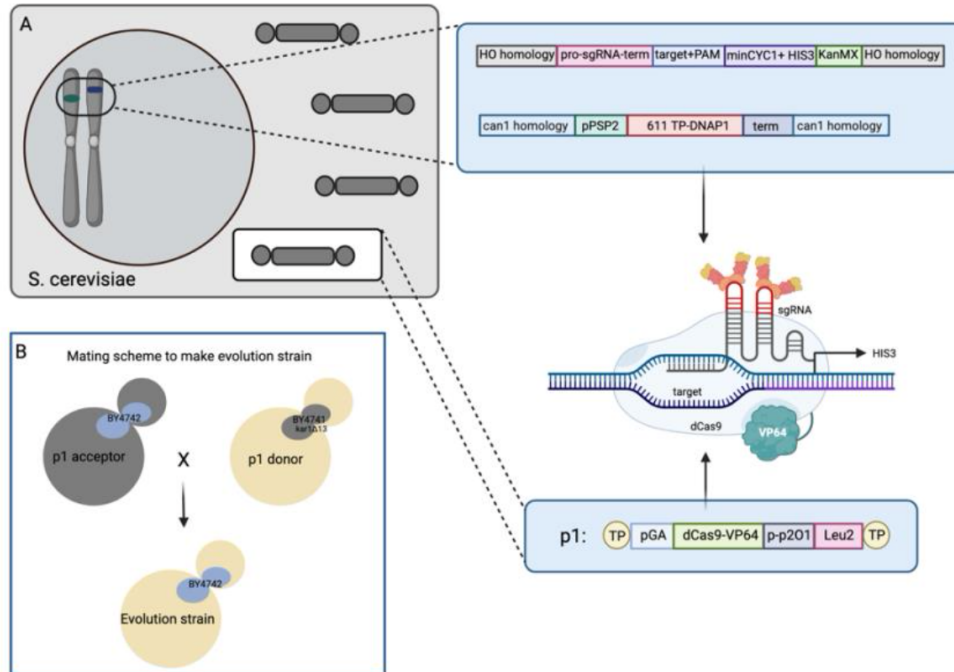 A
S. cerevisiae
HO homology pro-sgRNA-term target+PAM minCYC1+ HIS3 KanMX HO homology
can1 homology pPSP2 611 TP-DNAP1 term can1 homology
sgRNA
HIS3
target
dCas9
VP64
p1: TP pGA dCas9-VP64 p-p2O1 Leu2 TP
B
Mating scheme to make evolution strain
BY4742
p1 acceptor
X
BY4741
kar1Δ13
p1 donor
BY4742
Evolution strain